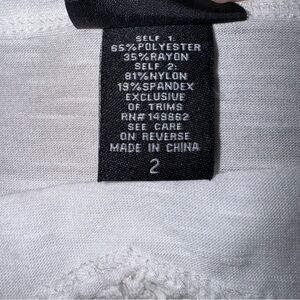 SELF 1:
65%POLYESTER
35%RAYON
SELF 2:
81%NYLON
19%SPANDEX
EXCLUSIVE
OF TRIMS
RN# 149862
SEE CARE
ON REVERSE
MADE IN CHINA
2